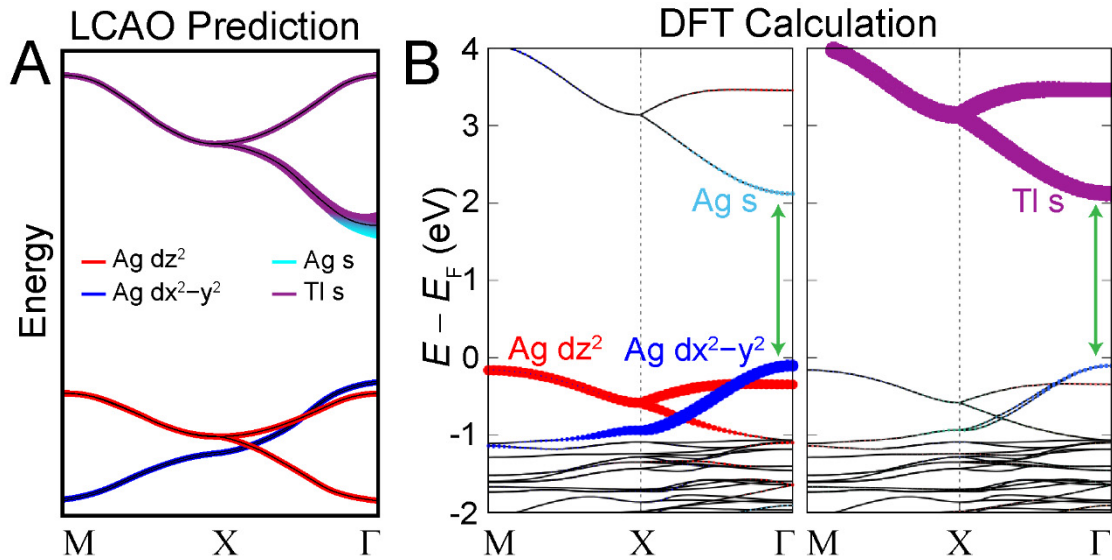 LCAO Prediction
DFT Calculation
A
Energy
Ag dz²
Ag s
Ag dx²−y²
Tl s
M
X
Γ
B
E − E_F (eV)
4
3
2
1
0
-1
-2
Ag s
Ag dz²
Ag dx²−y²
M
X
Γ
Tl s
M
X
Γ